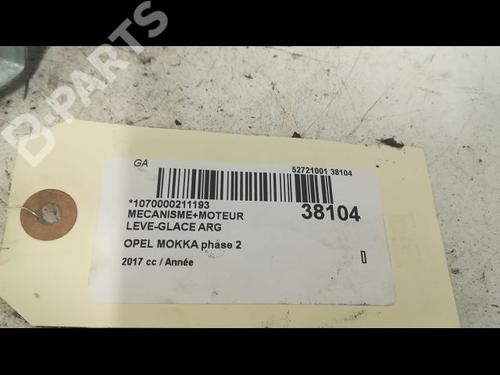 B-PARTS
GA
52721001 38104
*1070000211193
38104
MECANISME+MOTEUR
LEVE-GLACE ARG
OPEL MOKKA phase 2
2017 cc / Année